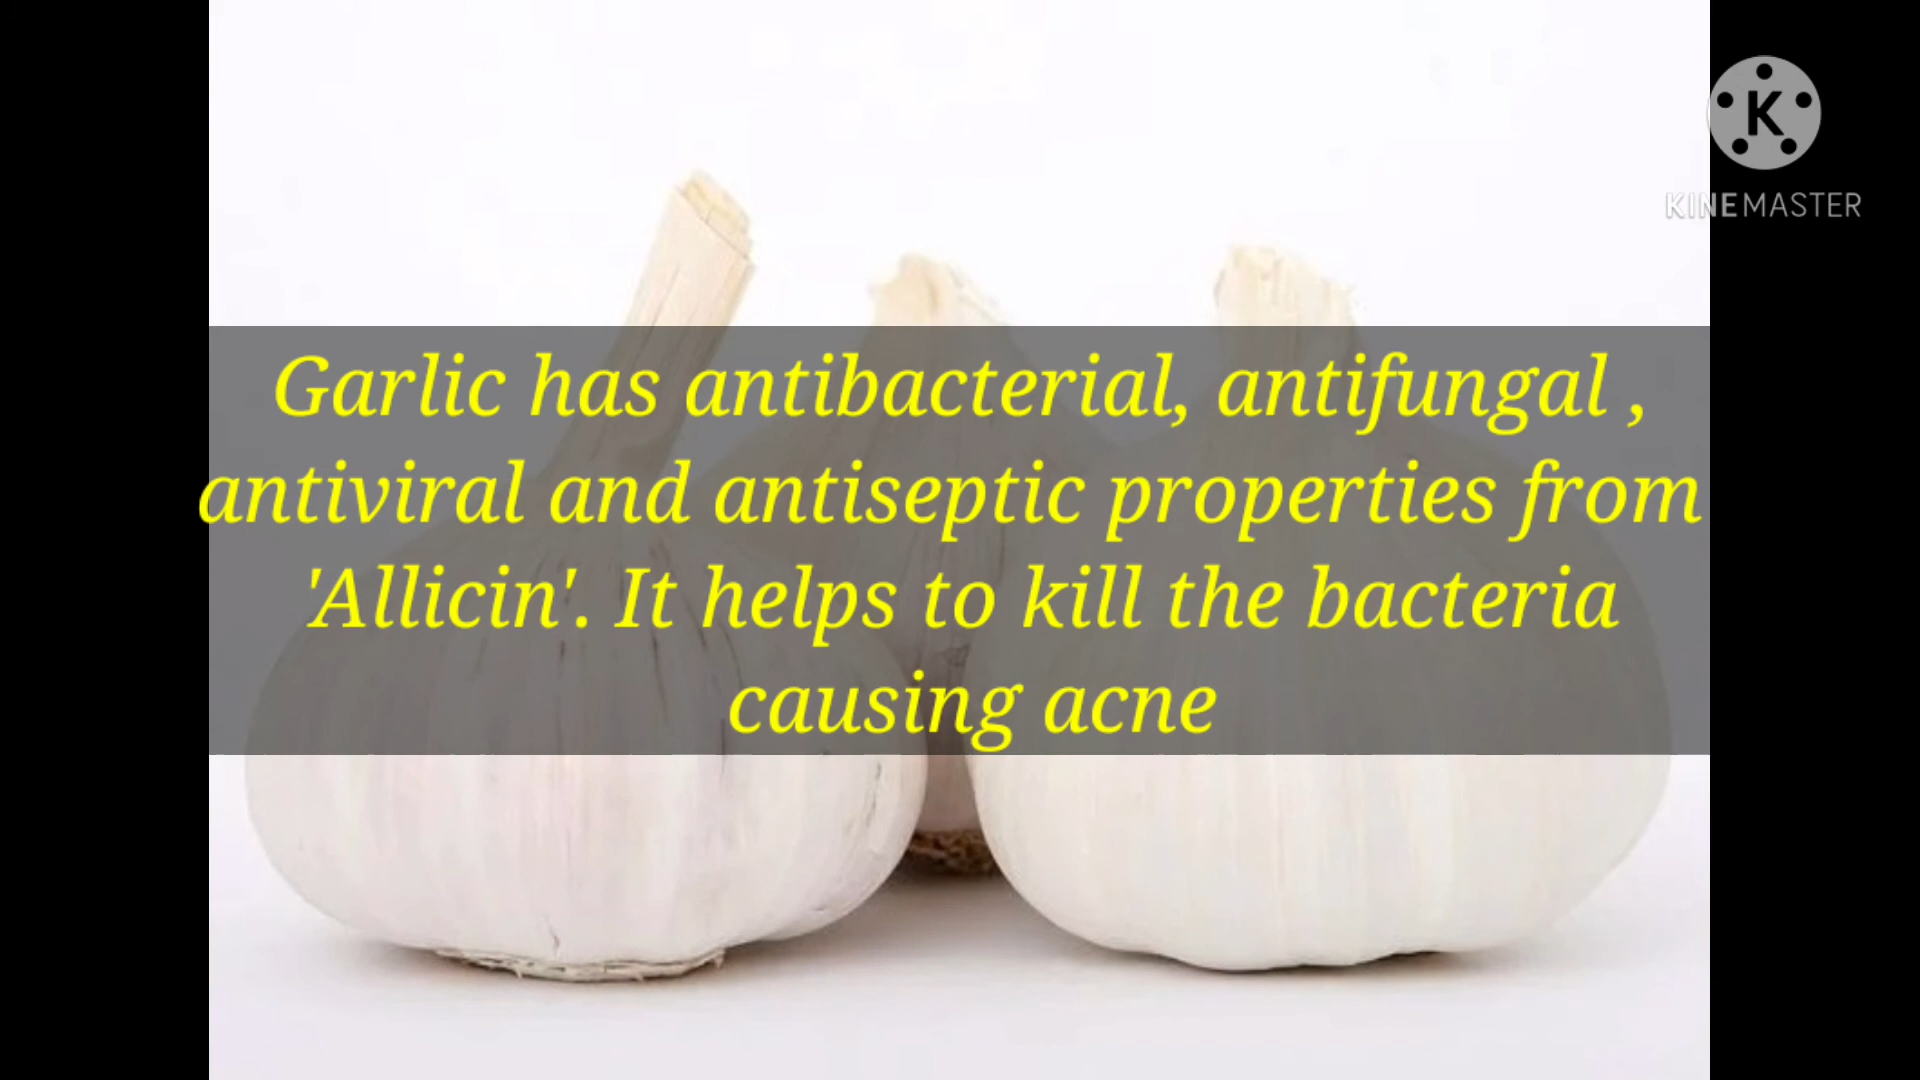 K
KINEMASTER
Garlic has antibacterial, antifungal ,
antiviral and antiseptic properties from
'Allicin'. It helps to kill the bacteria
causing acne